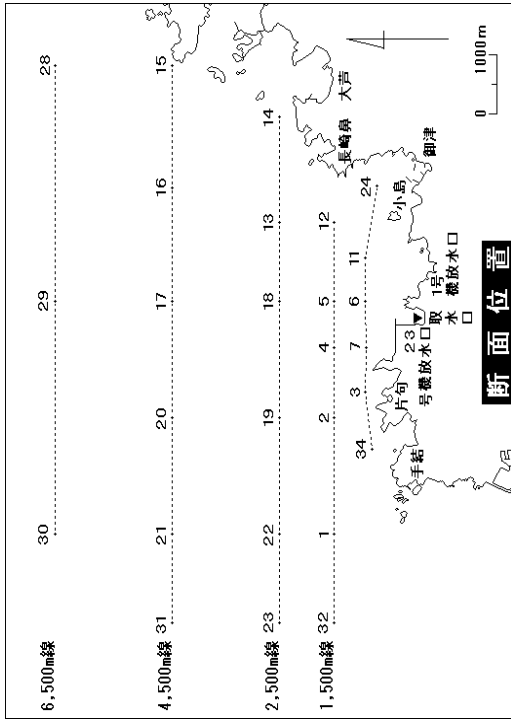 6,500m線 30 29 28
4,500m線 31 21 20 17 16 15
2,500m線 23 22 19 18 13 14
1,500m線 32 1 2 4 5 12
34 3 7 6 11 24
長崎鼻
大芦
手結
片句
小島
御津
23
号機放水口
取水口
1号
機放水口
0 1000m
断面位置